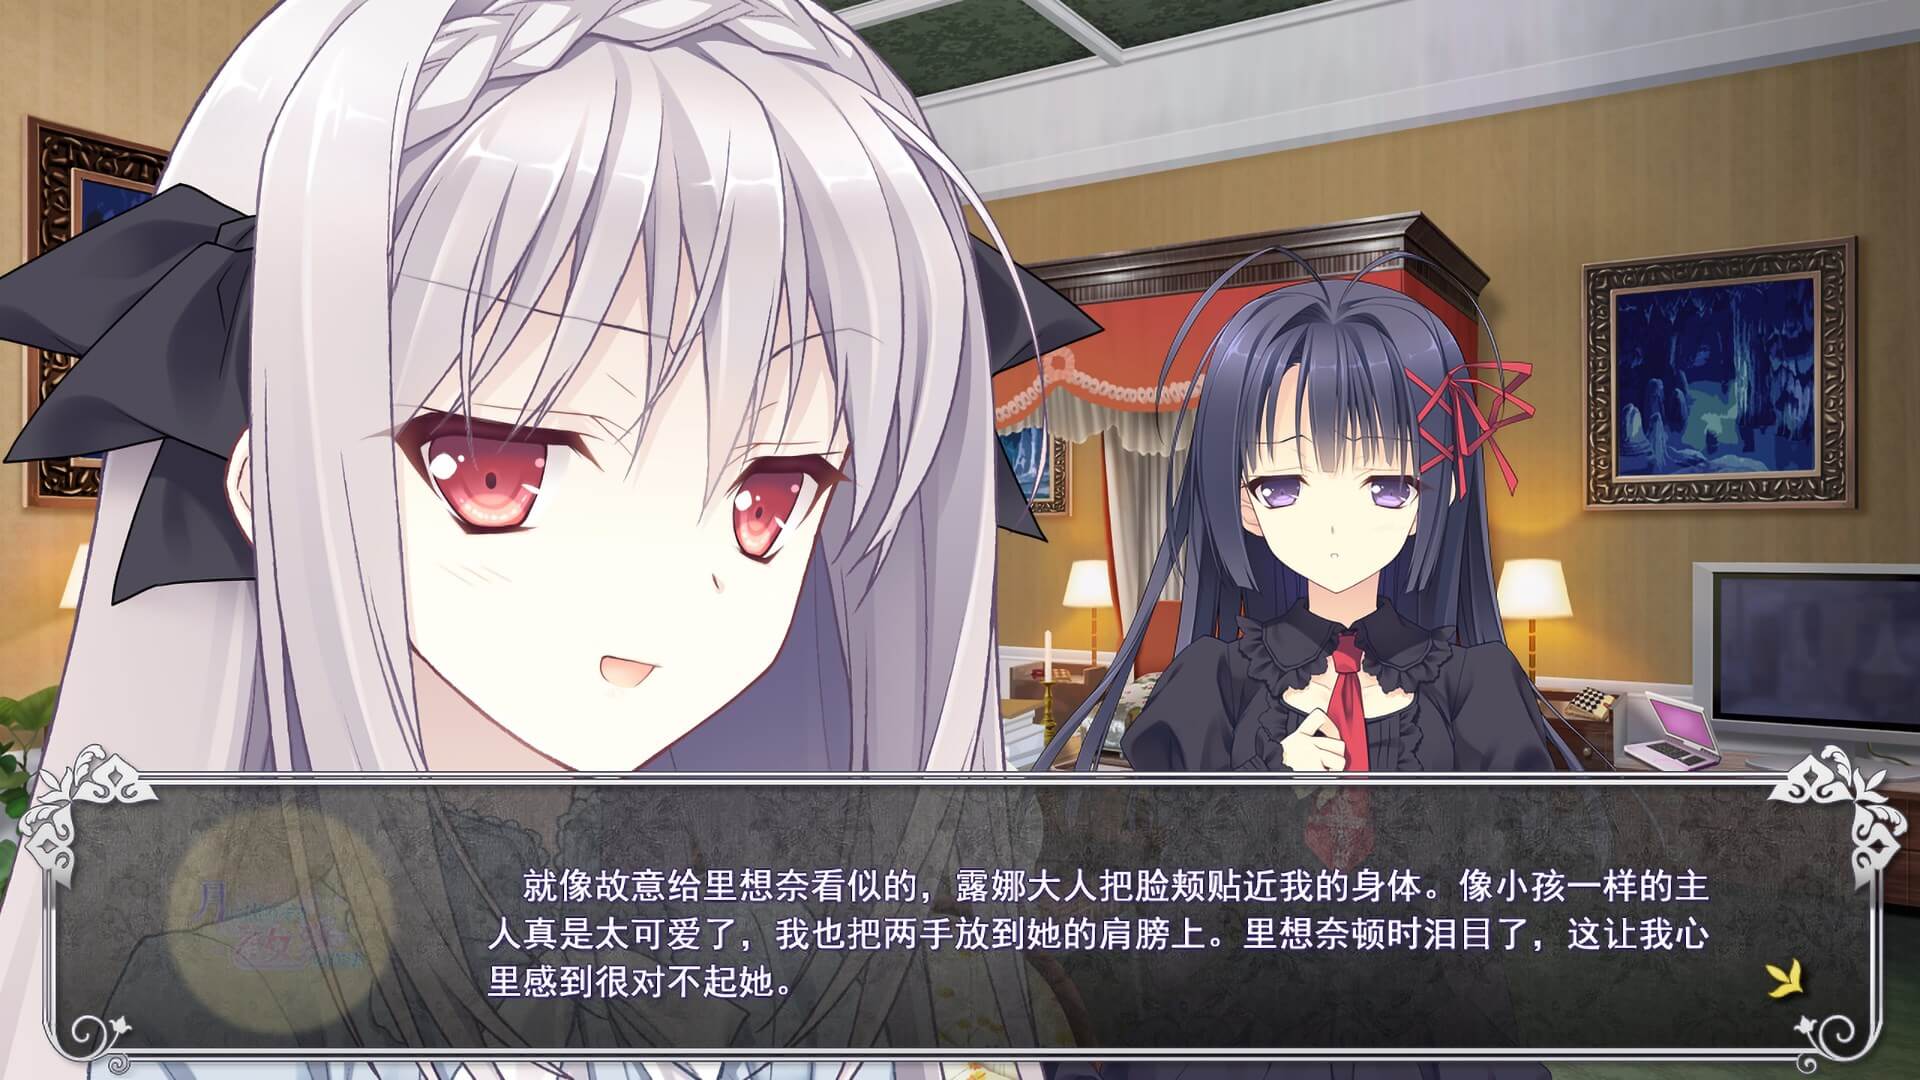 就像故意给里想奈看似的，露娜大人把脸颊贴近我的身体。像小孩一样的主
人真是太可爱了，我也把两手放到她的肩膀上。里想奈顿时泪目了，这让我心
里感到很对不起她。